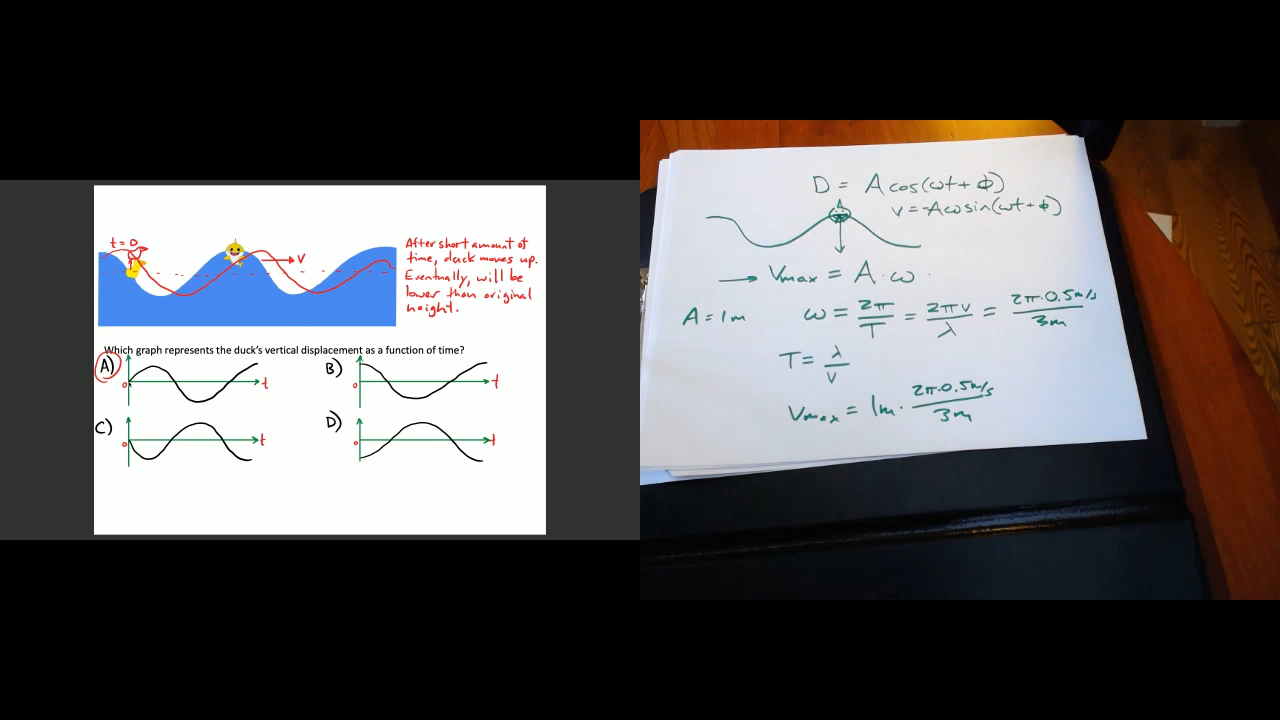 t = 0
V
After short amount of
time, duck moves up.
Eventually, will be
lower than original
height.
Which graph represents the duck's vertical displacement as a function of time?
A)
0
t
B)
0
t
C)
0
t
D)
0
t
D = A cos(ωt + ϕ)
v = -Aω sin(ωt + ϕ)
→ Vmax = A · ω
A = 1m
ω = 2π/T = 2πv/λ = 2π·0.5m/s/3m
T = λ/v
Vmax = 1m · 2π·0.5m/s/3m